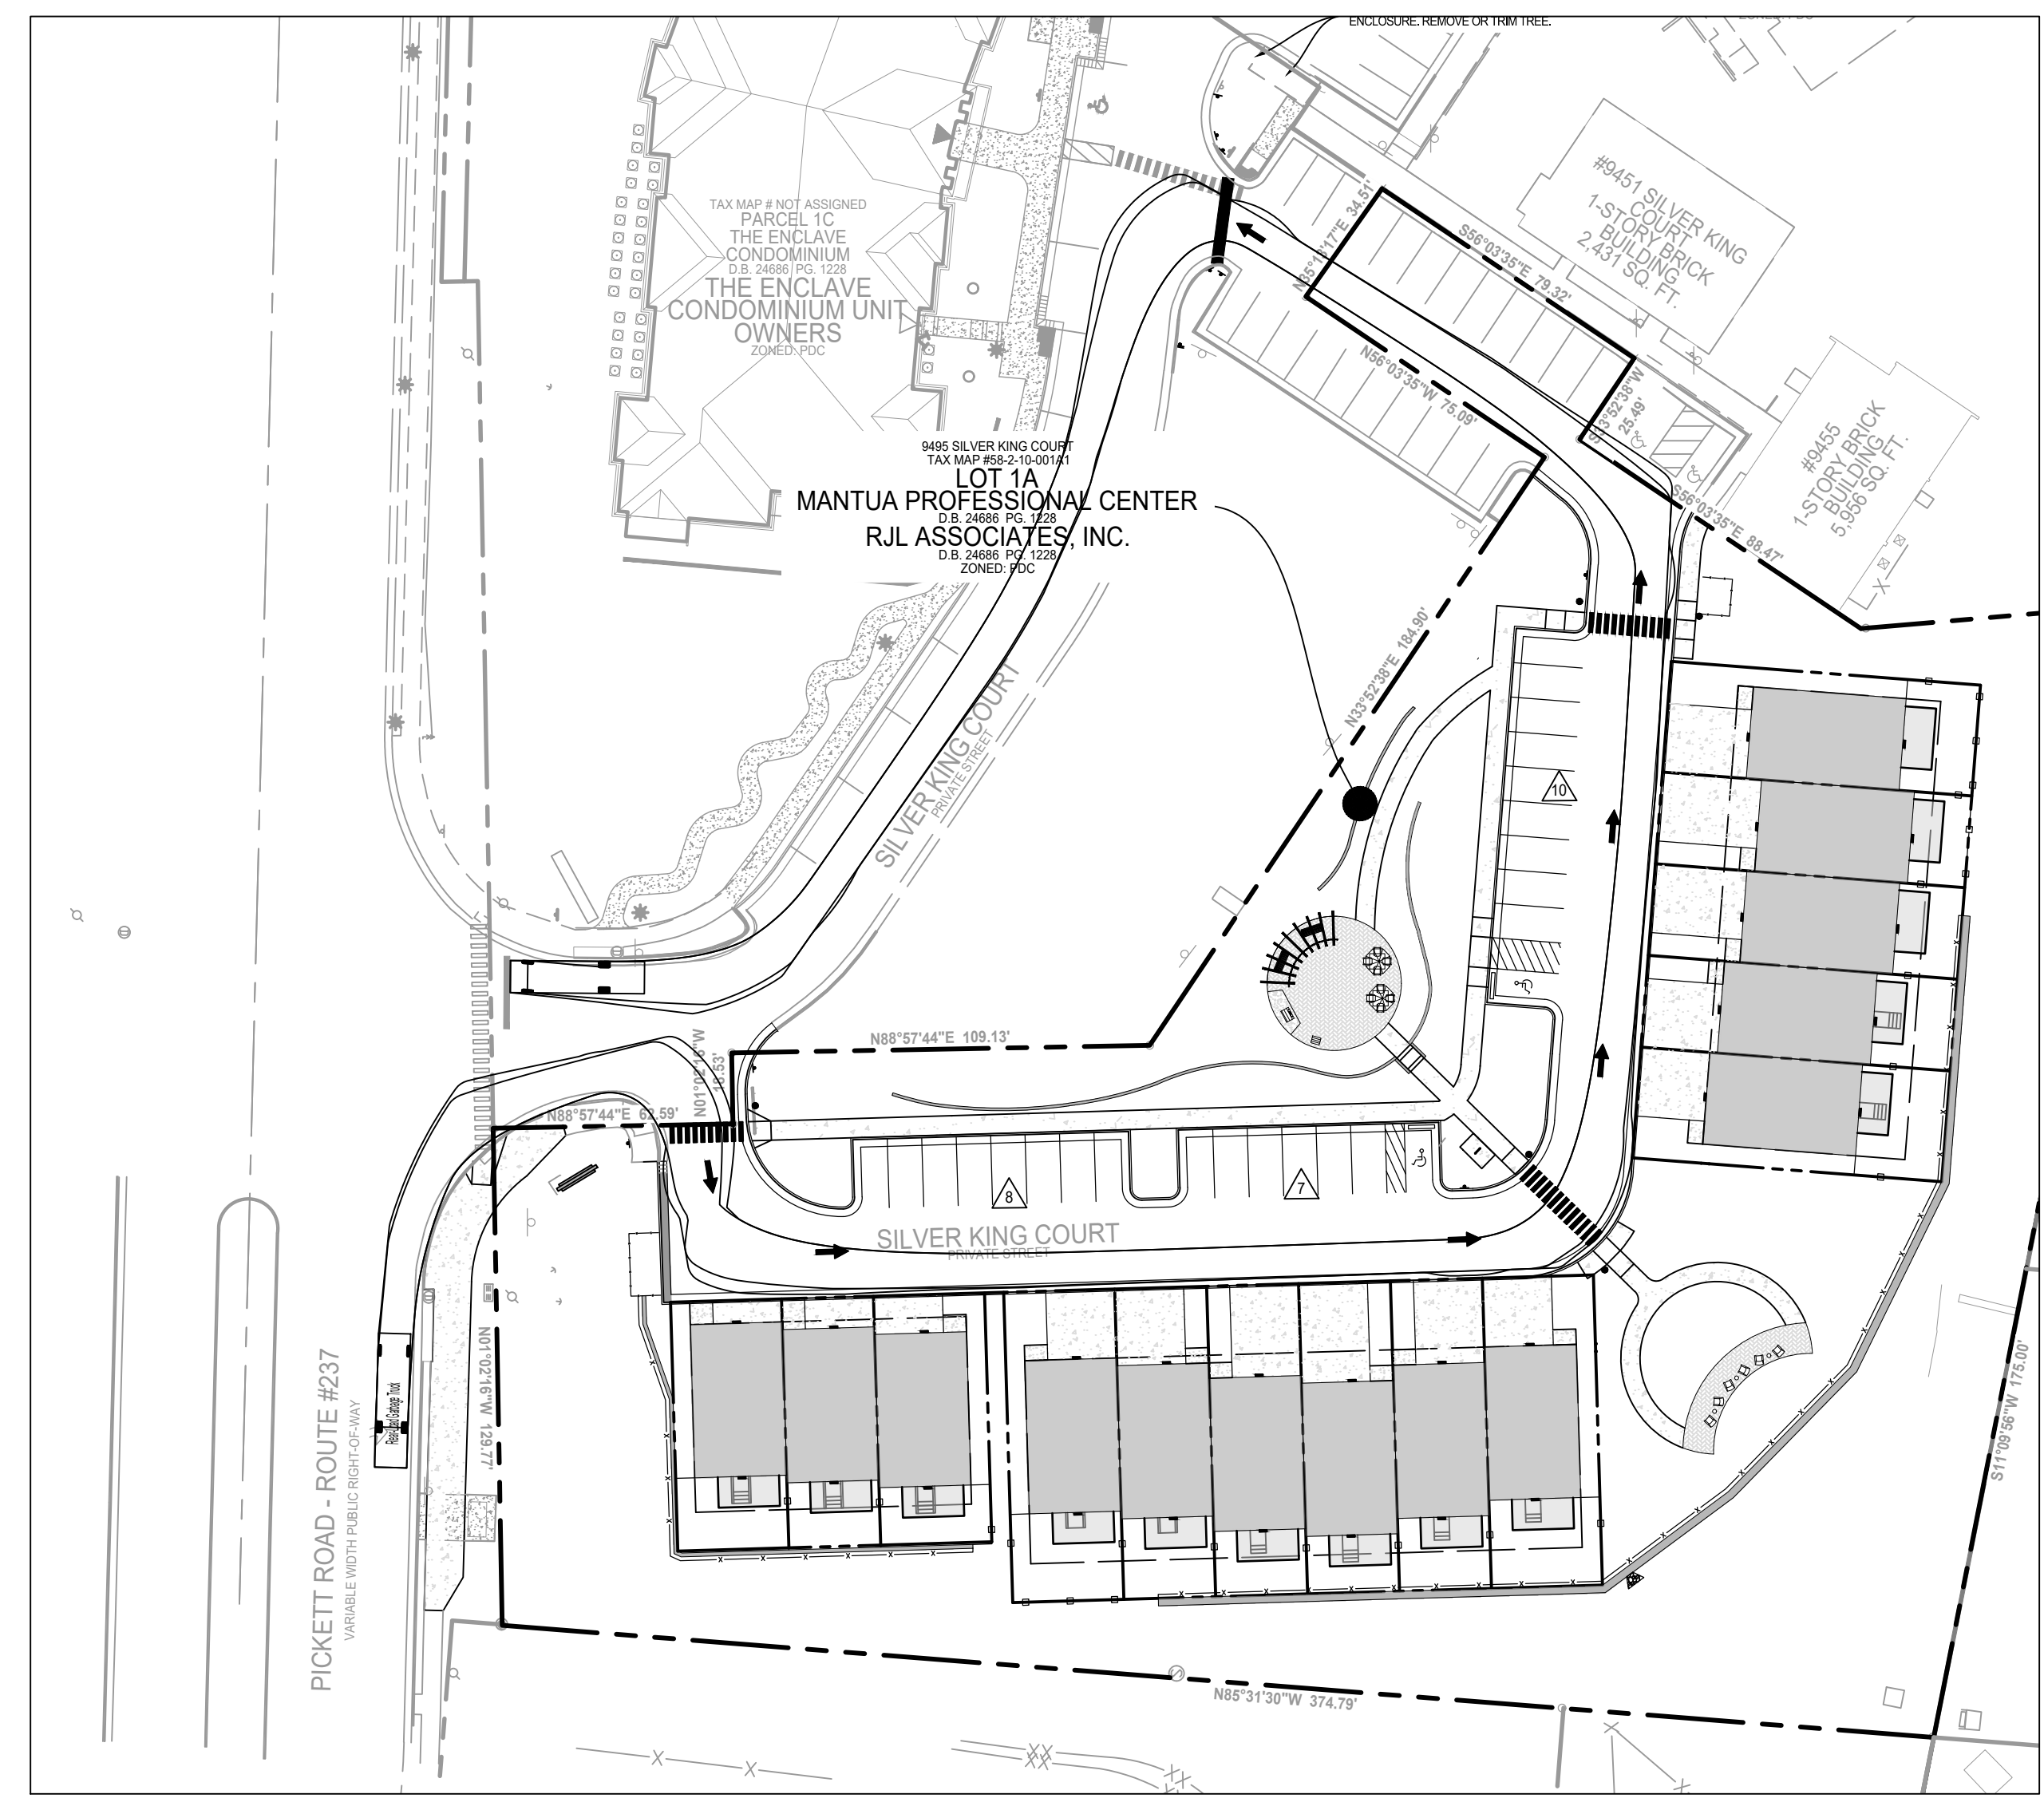 ENCLOSURE. REMOVE OR TRIM TREE.
#9451 SILVER KING
COURT
1-STORY BRICK
BUILDING
2,431 SQ. FT.
TAX MAP # NOT ASSIGNED
PARCEL 1C
THE ENCLAVE
CONDOMINIUM
D.B. 24686 PG. 1228
THE ENCLAVE
CONDOMINIUM UNIT
OWNERS
ZONED: PDC
N35°13'17"E 34.51'
S56°03'35"E 79.32'
N56°03'35"W 75.09'
S33°52'38"W
25.49'
#9455
1-STORY BRICK
BUILDING
5,956 SQ. FT.
S56°03'35"E 88.47'
9495 SILVER KING COURT
TAX MAP #58-2-10-001A1
LOT 1A
MANTUA PROFESSIONAL CENTER
D.B. 24686 PG. 1228
RJL ASSOCIATES, INC.
D.B. 24686 PG. 1228
ZONED: PDC
N33°52'38"E 184.90'
SILVER KING COURT
PRIVATE STREET
10
N88°57'44"E 109.13'
N01°02'16"W
18.53'
N88°57'44"E 62.59'
8
7
SILVER KING COURT
PRIVATE STREET
N01°02'16"W 129.77'
Rear-Load Garbage Truck
PICKETT ROAD - ROUTE #237
VARIABLE WIDTH PUBLIC RIGHT-OF-WAY
S11°09'56"W 175.00'
S
N85°31'30"W 374.79'